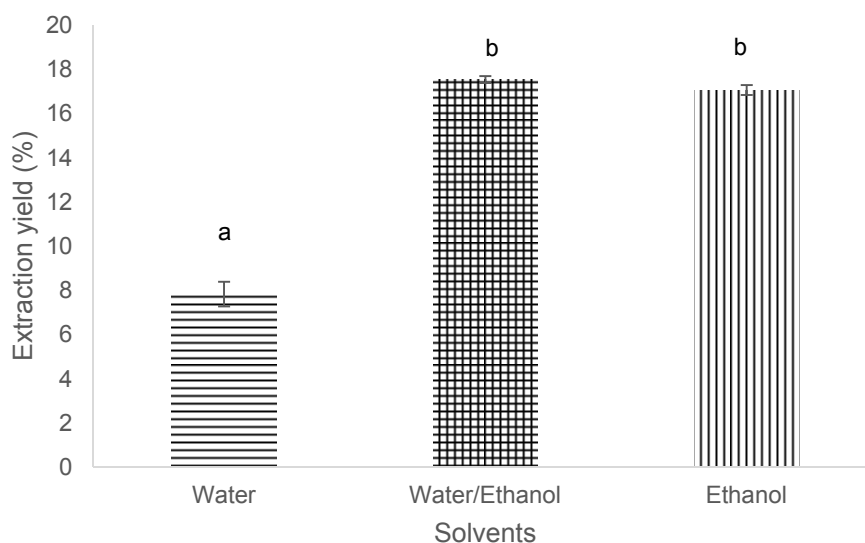 Extraction yield (%)
20
18
16
14
12
10
8
6
4
2
0
a
b
b
Water
Water/Ethanol
Ethanol
Solvents